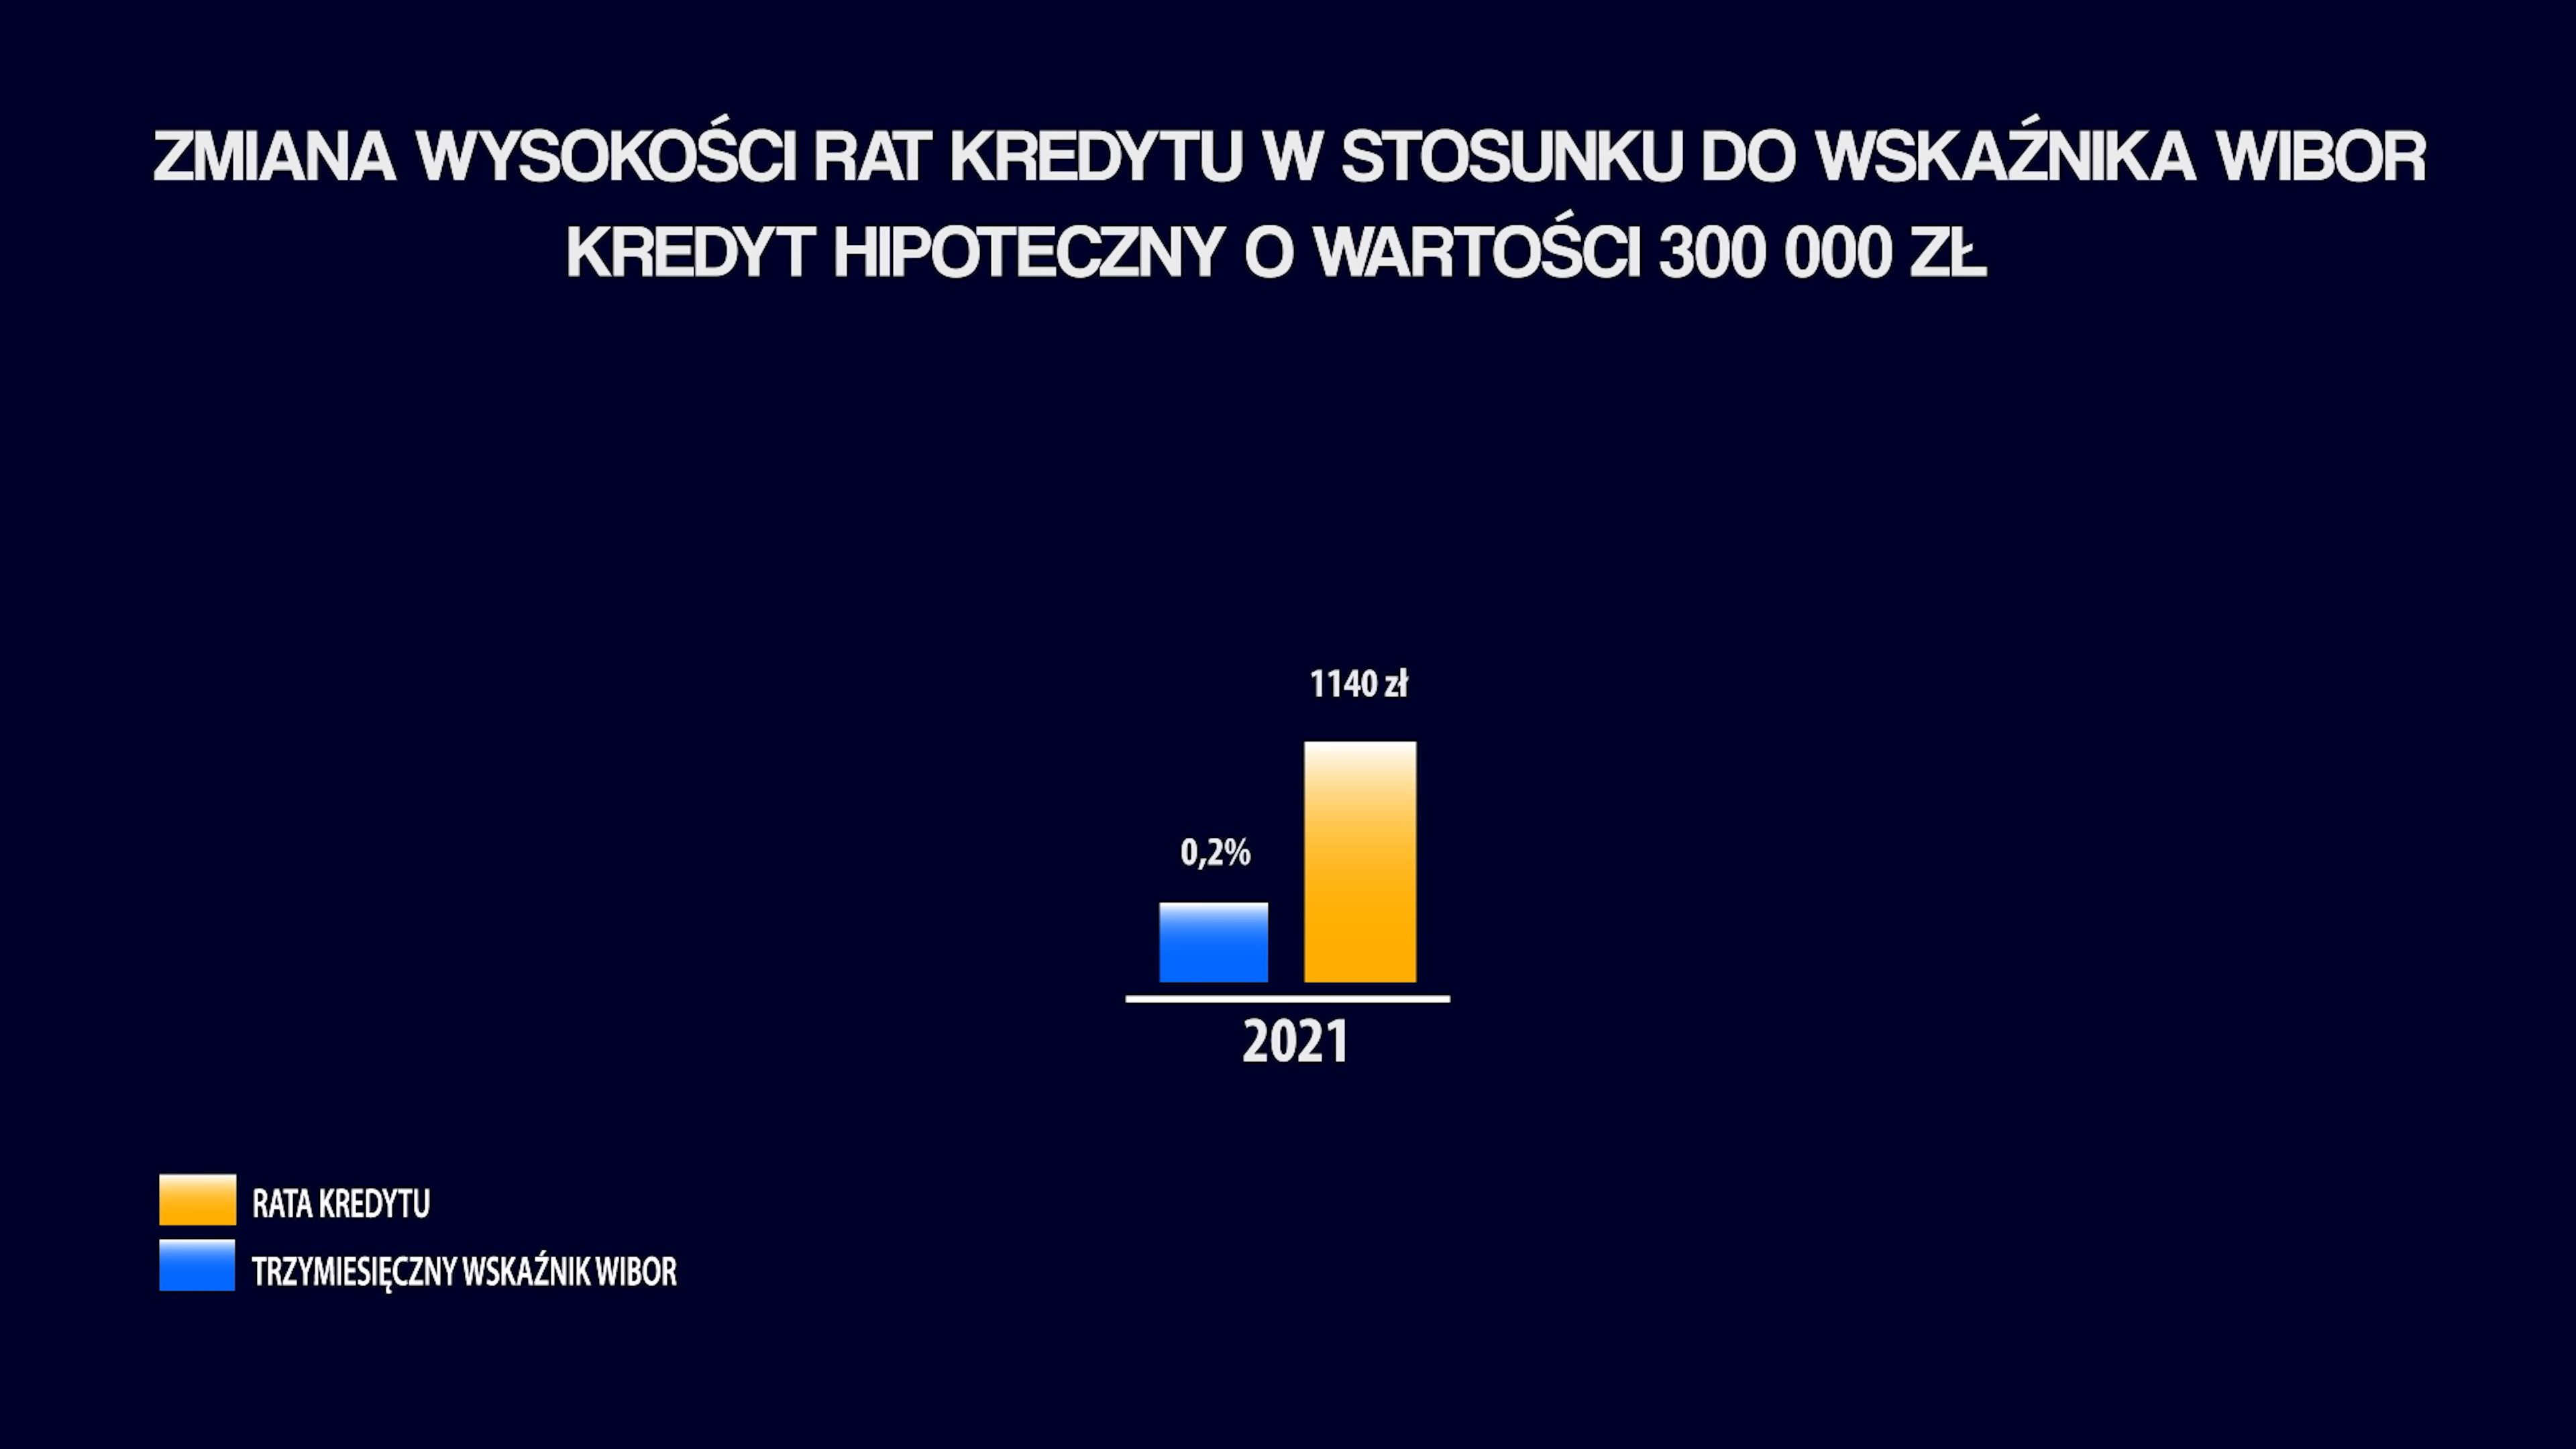 ZMIANA WYSOKOŚCI RAT KREDYTU W STOSUNKU DO WSKAŹNIKA WIBOR
KREDYT HIPOTECZNY O WARTOŚCI 300 000 ZŁ
1140 zł
0,2%
2021
RATA KREDYTU
TRZYMIESIĘCZNY WSKAŹNIK WIBOR